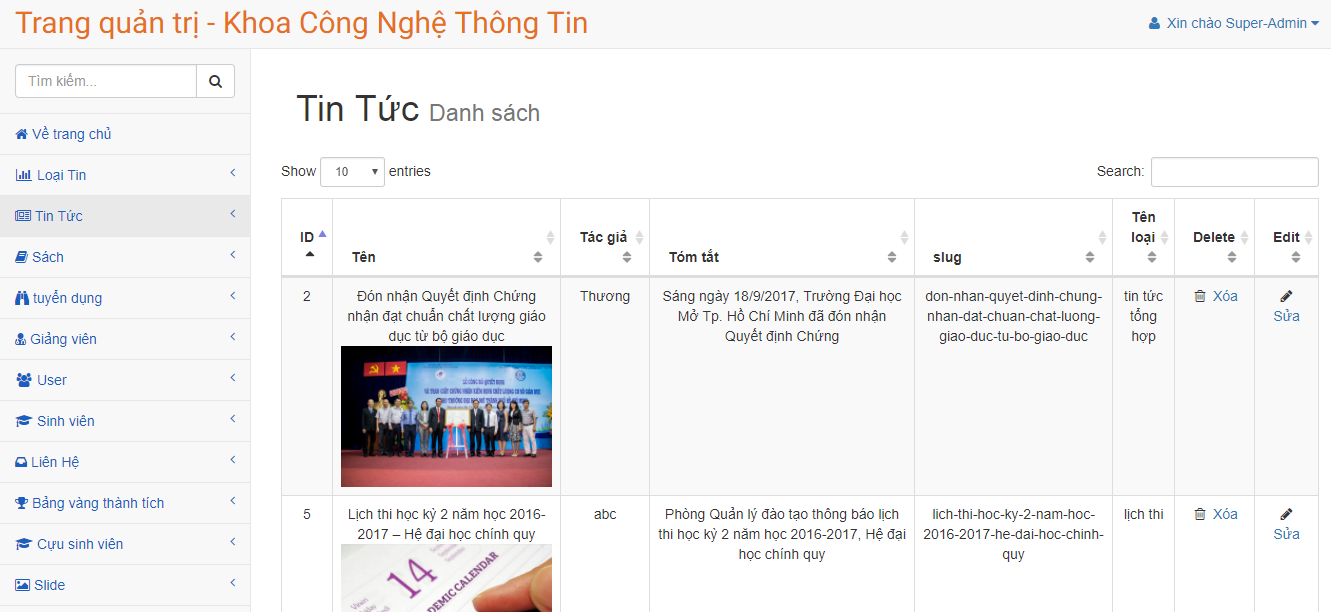 Trang quản trị - Khoa Công Nghệ Thông Tin
Xin chào Super-Admin
Tìm kiếm...
Về trang chủ
Loại Tin
Tin Tức
Sách
tuyển dụng
Giảng viên
User
Sinh viên
Liên Hệ
Bảng vàng thành tích
Cựu sinh viên
Slide
Tin Tức Danh sách
Show 10 entries
Search:
ID
Tên
Tác giả
Tóm tắt
slug
Tên
loại
Delete
Edit
2
Đón nhận Quyết định Chứng
nhận đạt chuẩn chất lượng giáo
dục từ bộ giáo dục
Thương
Sáng ngày 18/9/2017, Trường Đại học
Mở Tp. Hồ Chí Minh đã đón nhận
Quyết định Chứng
don-nhan-quyet-dinh-chung-
nhan-dat-chuan-chat-luong-
giao-duc-tu-bo-giao-duc
tin tức
tổng
hợp
Xóa
Sửa
5
Lịch thi học kỳ 2 năm học 2016-
2017 – Hệ đại học chính quy
14
DEMIC CALENDAR
abc
Phòng Quản lý đào tạo thông báo lịch
thi học kỳ 2 năm học 2016-2017, Hệ đại
học chính quy
lich-thi-hoc-ky-2-nam-hoc-
2016-2017-he-dai-hoc-chinh-
quy
lịch thi
Xóa
Sửa